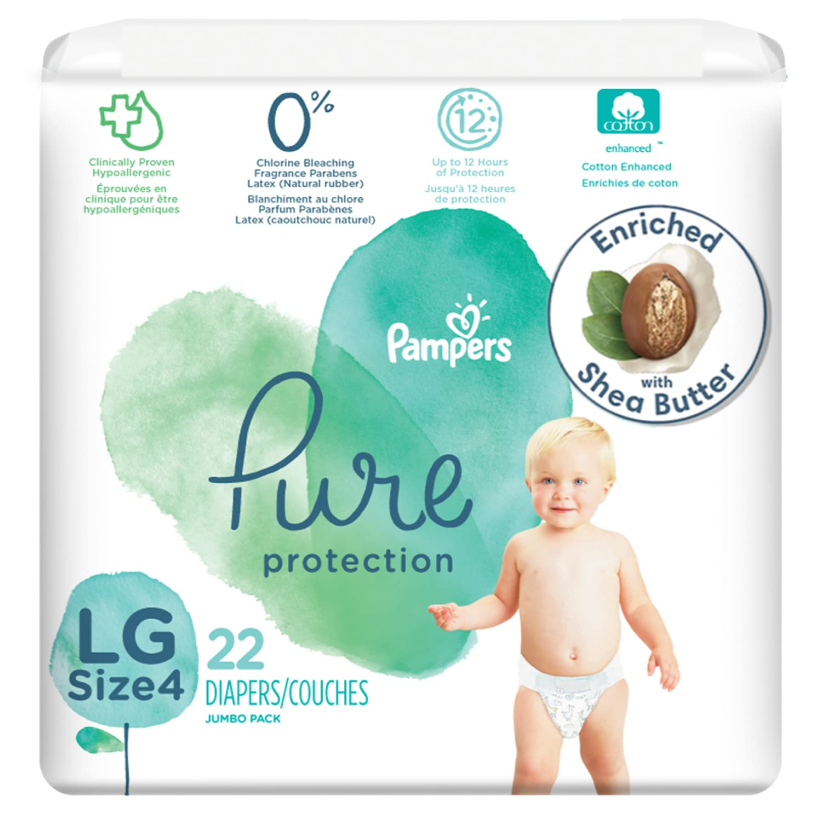 Clinically Proven
Hypoallergenic
Éprouvées en
clinique pour être
hypoallergéniques
0%
Chlorine Bleaching
Fragrance Parabens
Latex (Natural rubber)
Blanchiment au chlore
Parfum Parabènes
Latex (caoutchouc naturel)
12
Up to 12 Hours
of Protection
Jusqu'à 12 heures
de protection
cotton
enhanced™
Cotton Enhanced
Enrichies de coton
Enriched
with
Shea Butter
Pampers
Pure
protection
LG
Size4
22
DIAPERS/COUCHES
JUMBO PACK